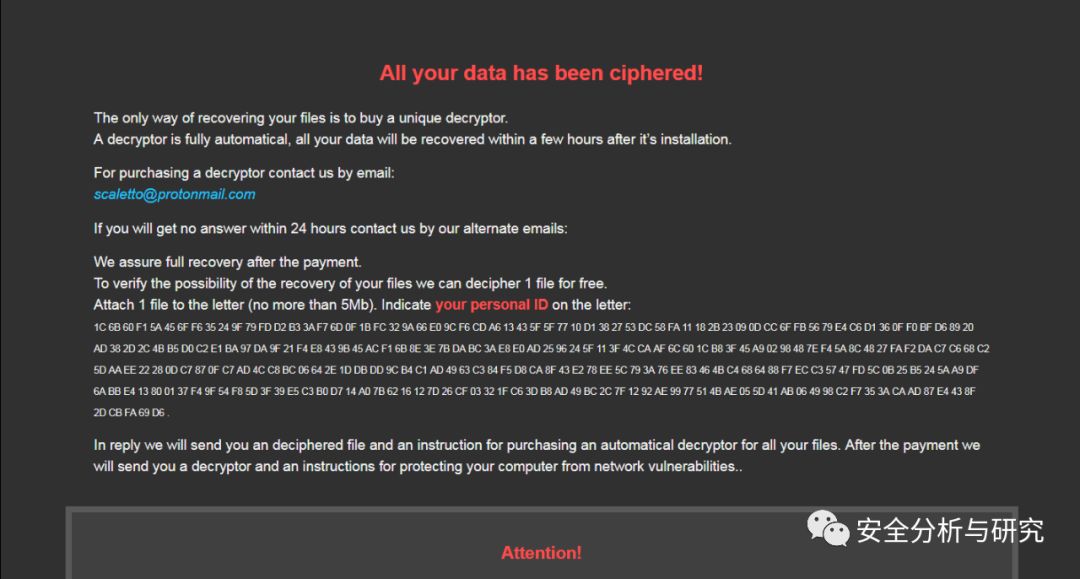 All your data has been ciphered!
The only way of recovering your files is to buy a unique decryptor.
A decryptor is fully automatical, all your data will be recovered within a few hours after it's installation.
For purchasing a decryptor contact us by email:
scaletto@protonmail.com
If you will get no answer within 24 hours contact us by our alternate emails:
We assure full recovery after the payment.
To verify the possibility of the recovery of your files we can decipher 1 file for free.
Attach 1 file to the letter (no more than 5Mb). Indicate your personal ID on the letter:
1C 6B 60 F1 5A 45 6F F6 35 24 9F 79 FD D2 B3 3A F7 6D 0F 1B FC 32 9A 66 E0 9C F6 CD A6 13 43 5F 5F 77 10 D1 38 27 53 DC 58 FA 11 18 2B 23 09 0D CC 6F FB 56 79 E4 C6 D1 36 0F F0 BF D6 89 20
AD 38 2D 2C 4B B5 D0 C2 E1 BA 97 DA 9F 21 F4 E8 43 9B 45 AC F1 6B 8E 3E 7B DA BC 3A E8 E0 AD 25 96 24 5F 11 3F 4C CA AF 6C 60 1C B8 3F 45 A9 02 98 48 7E F4 5A 8C 48 27 FA F2 DA C7 C6 68 C2
5D AA EE 22 28 0D C7 87 0F C7 AD 4C C8 BC 06 64 2E 1D DB DD 9C B4 C1 AD 49 63 C3 84 F5 D8 CA 8F 43 E2 78 EE 5C 79 3A 76 EE 83 46 4B C4 68 64 88 F7 EC C3 57 47 FD 5C 0B 25 B5 24 5A A9 DF
6A BB E4 13 80 01 37 F4 9F 54 F8 5D 3F 39 E5 C3 B0 D7 14 A0 7B 62 16 12 7D 26 CF 03 32 1F C6 3D B8 AD 49 BC 2C 7F 12 92 AE 99 77 51 4B AE 05 5D 41 AB 06 49 98 C2 F7 35 3A CA AD 87 E4 43 8F
2D CB FA 69 D6 .
In reply we will send you an deciphered file and an instruction for purchasing an automatical decryptor for all your files. After the payment we
will send you a decryptor and an instructions for protecting your computer from network vulnerabilities..
安全分析与研究
Attention!